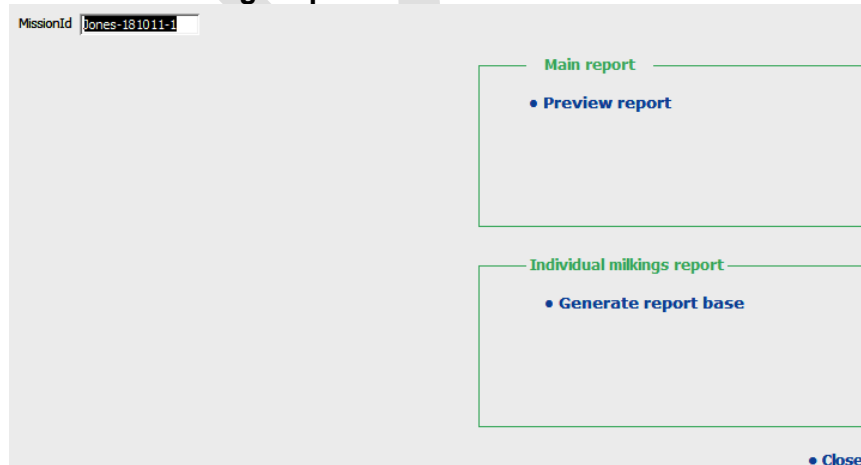 MissionId Jones-181011-1
Main report
• Preview report
Individual milkings report
• Generate report base
• Close